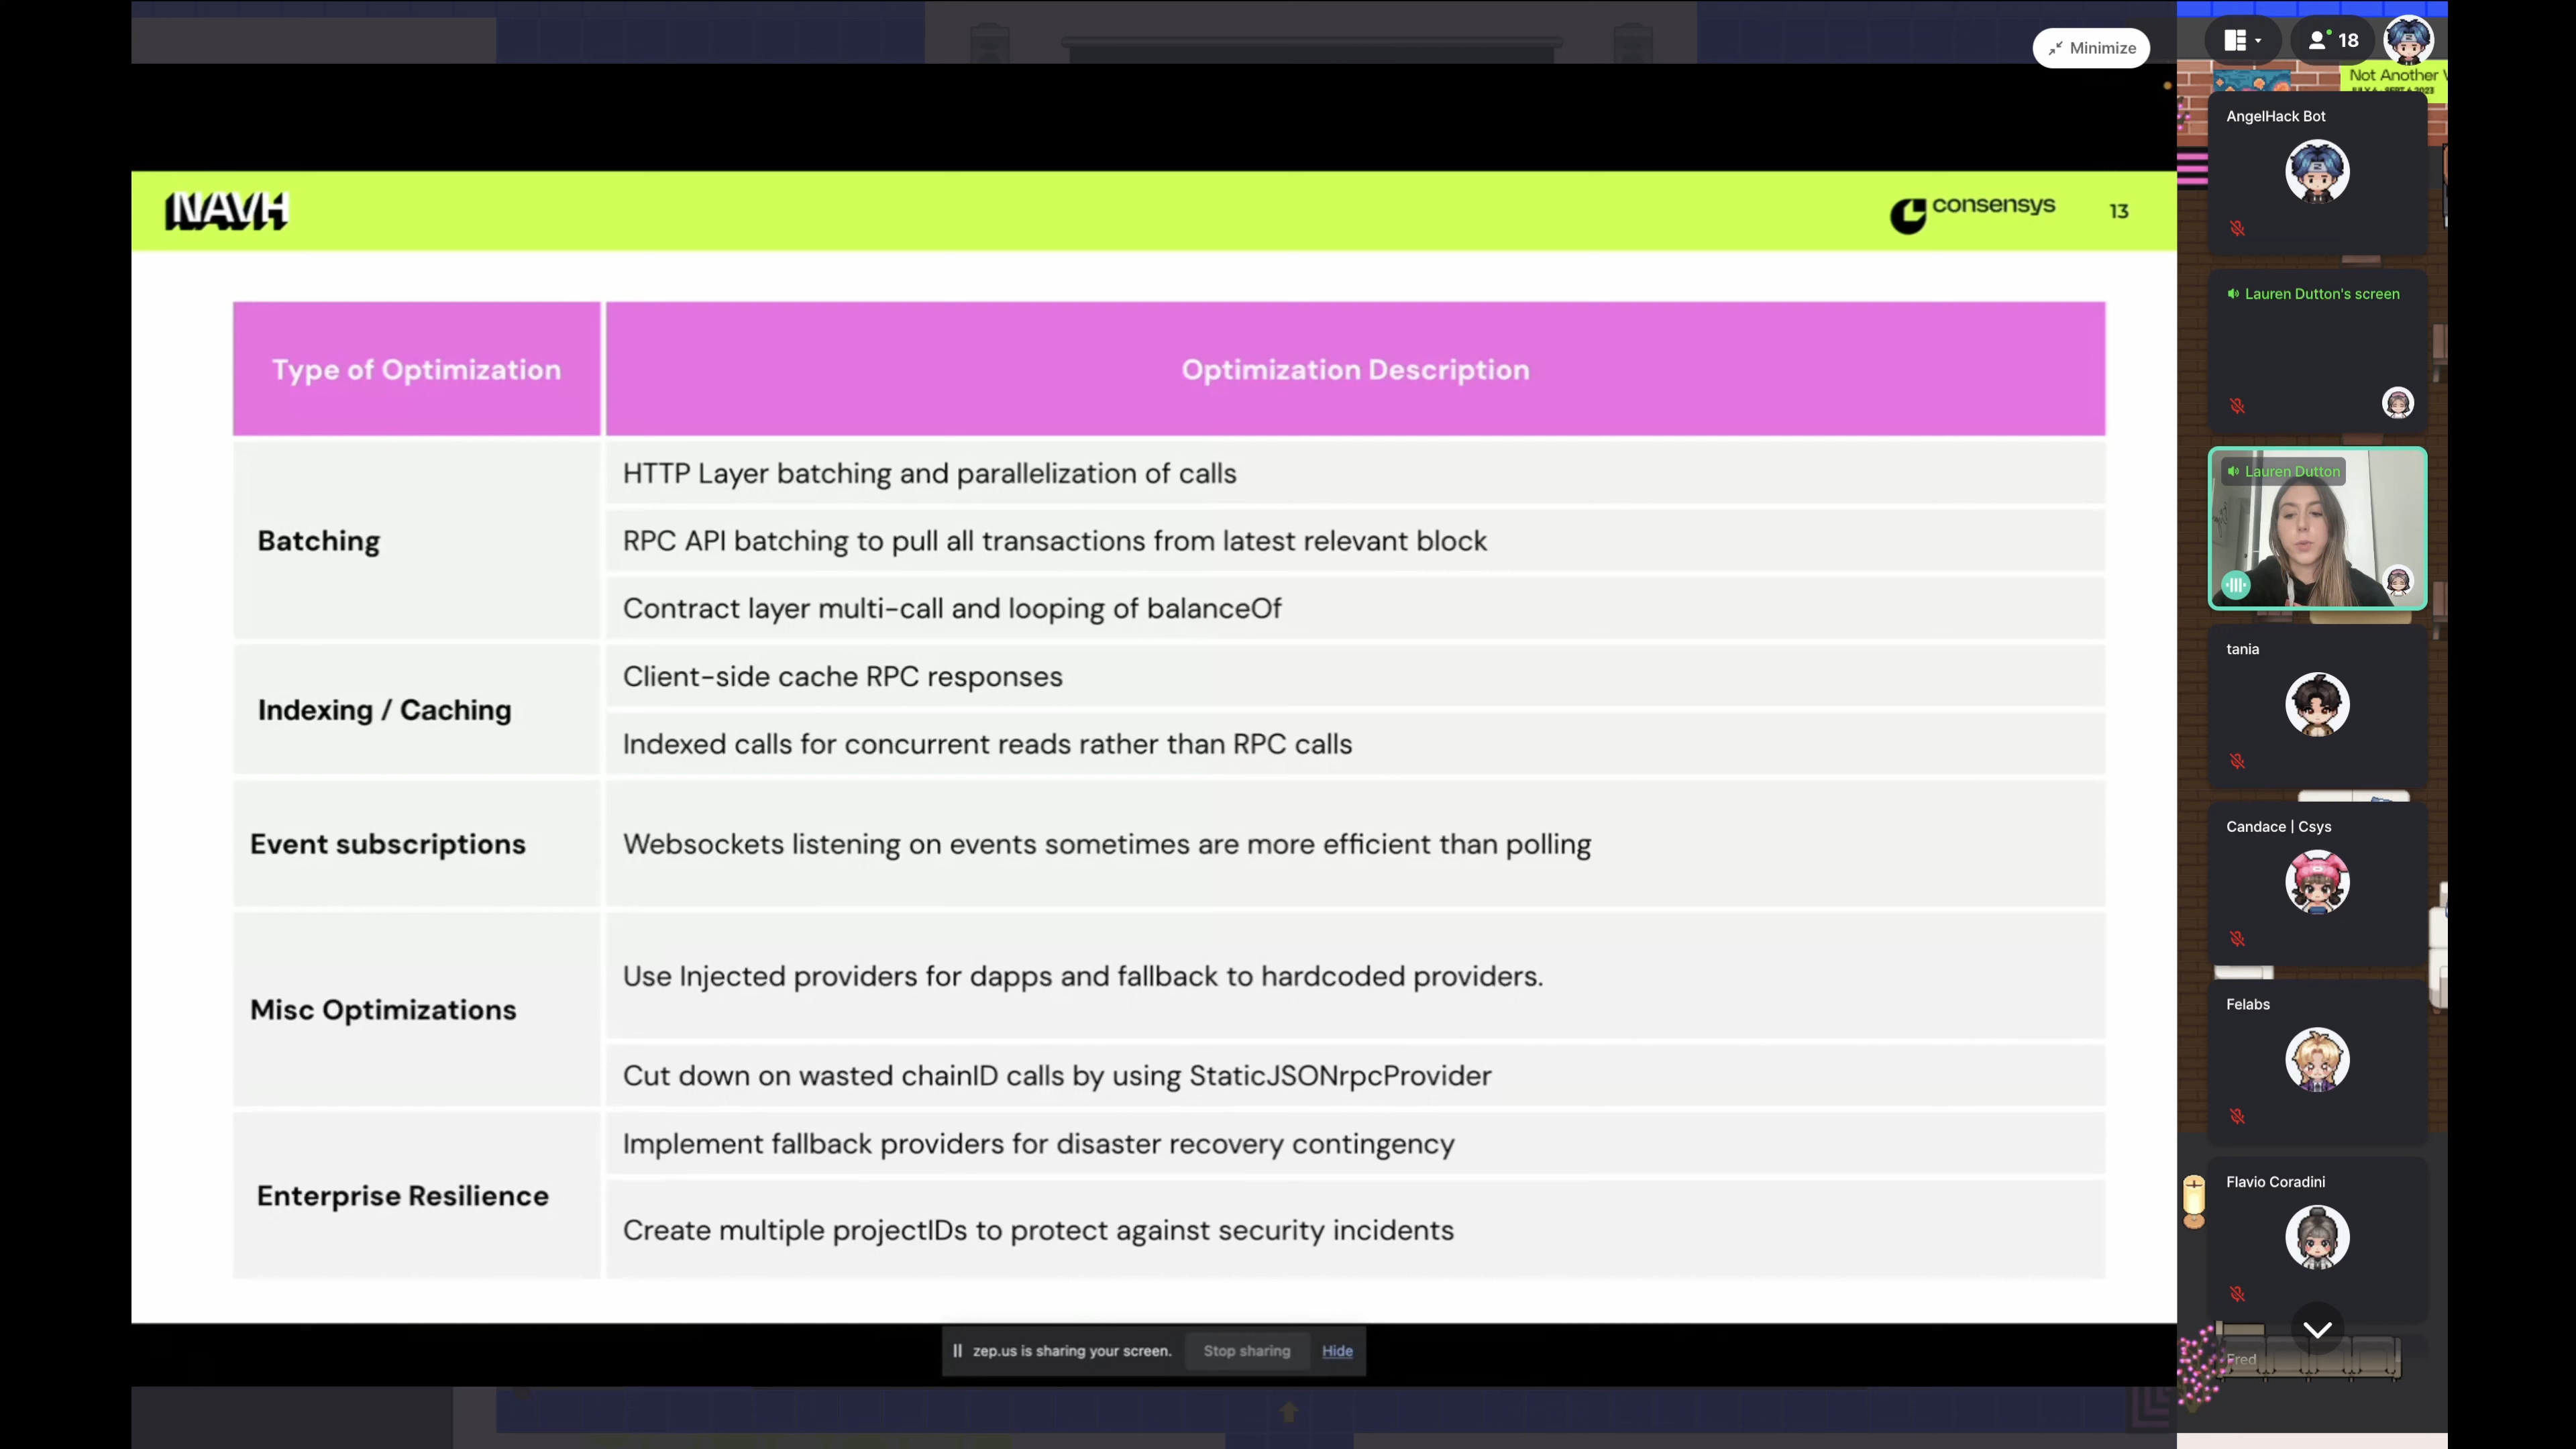 Minimize
18
Not Another
JULY 6 - SEPT 6 2023
AngelHack Bot
NAVH
consensys
13
Lauren Dutton's screen
Type of Optimization
Optimization Description
Batching
HTTP Layer batching and parallelization of calls
RPC API batching to pull all transactions from latest relevant block
Contract layer multi-call and looping of balanceOf
Indexing / Caching
Client-side cache RPC responses
Indexed calls for concurrent reads rather than RPC calls
Event subscriptions
Websockets listening on events sometimes are more efficient than polling
Misc Optimizations
Use Injected providers for dapps and fallback to hardcoded providers.
Cut down on wasted chainID calls by using StaticJSONrpcProvider
Enterprise Resilience
Implement fallback providers for disaster recovery contingency
Create multiple projectIDs to protect against security incidents
Lauren Dutton
tania
Candace | Csys
Felabs
Flavio Coradini
Fred
zep.us is sharing your screen.
Stop sharing
Hide